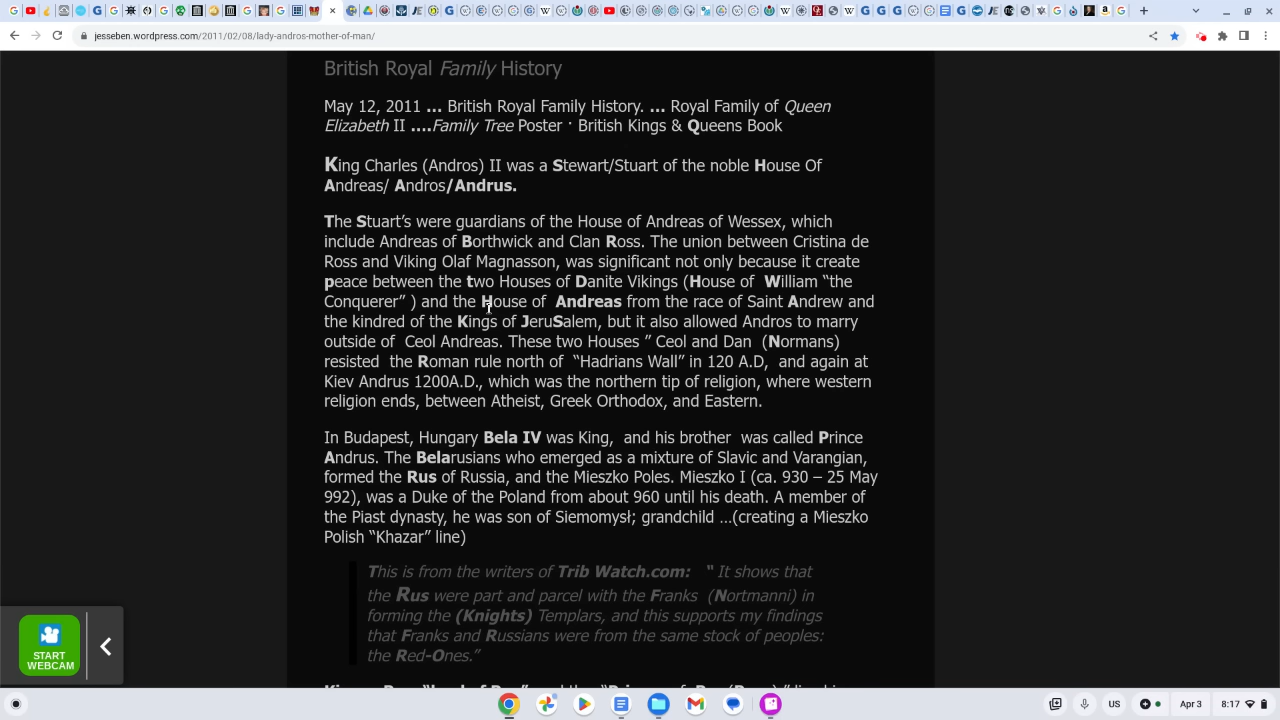 jesseben.wordpress.com/2011/02/08/lady-andros-mother-of-man/
British Royal Family History
May 12, 2011 ... British Royal Family History. ... Royal Family of Queen
Elizabeth II ....Family Tree Poster · British Kings & Queens Book
King Charles (Andros) II was a Stewart/Stuart of the noble House Of
Andreas/ Andros/Andrus.
The Stuart's were guardians of the House of Andreas of Wessex, which
include Andreas of Borthwick and Clan Ross. The union between Cristina de
Ross and Viking Olaf Magnasson, was significant not only because it create
peace between the two Houses of Danite Vikings (House of  William "the
Conquerer" ) and the House of  Andreas from the race of Saint Andrew and
the kindred of the Kings of JeruSalem, but it also allowed Andros to marry
outside of  Ceol Andreas. These two Houses " Ceol and Dan  (Normans)
resisted  the Roman rule north of  "Hadrians Wall" in 120 A.D,  and again at
Kiev Andrus 1200A.D., which was the northern tip of religion, where western
religion ends, between Atheist, Greek Orthodox, and Eastern.
In Budapest, Hungary Bela IV was King,  and his brother  was called Prince
Andrus. The Belarusians who emerged as a mixture of Slavic and Varangian,
formed the Rus of Russia, and the Mieszko Poles. Mieszko I (ca. 930 – 25 May
992), was a Duke of the Poland from about 960 until his death. A member of
the Piast dynasty, he was son of Siemomysł; grandchild ...(creating a Mieszko
Polish "Khazar" line)
This is from the writers of Trib Watch.com:   " It shows that
the Rus were part and parcel with the Franks  (Nortmanni) in
forming the (Knights) Templars, and this supports my findings
that Franks and Russians were from the same stock of peoples:
the Red-Ones."
START
WEBCAM
US
Apr 3
8:17